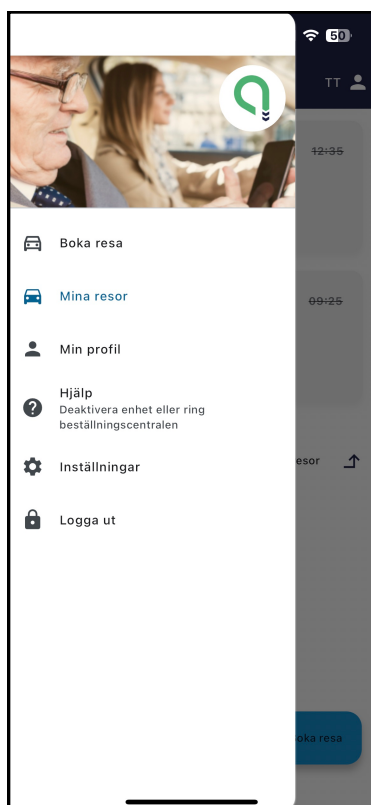 50
TT
12:35
Boka resa
Mina resor
09:25
Min profil
Hjälp
Deaktivera enhet eller ring
beställningscentralen
esor
Inställningar
Logga ut
oka resa